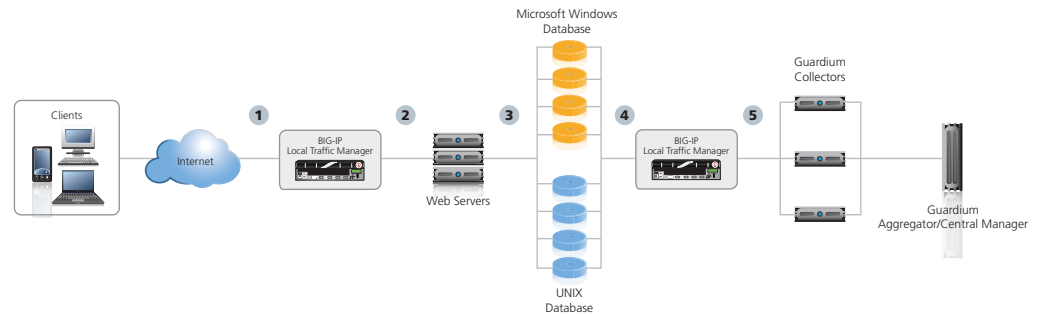 Microsoft Windows
Database
Clients
Internet
1
BIG-IP
Local Traffic Manager
2
Web Servers
3
4
BIG-IP
Local Traffic Manager
5
Guardium
Collectors
Guardium
Aggregator/Central Manager
UNIX
Database